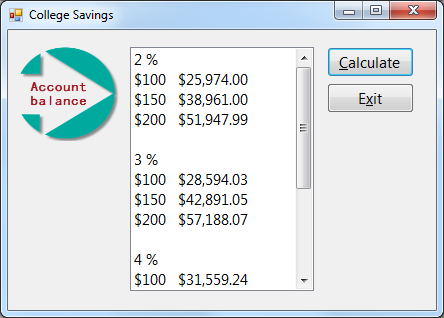 College Savings
Account
balance
2 %
$100 $25,974.00
$150 $38,961.00
$200 $51,947.99
3 %
$100 $28,594.03
$150 $42,891.05
$200 $57,188.07
4 %
$100 $31,559.24
Calculate
Exit